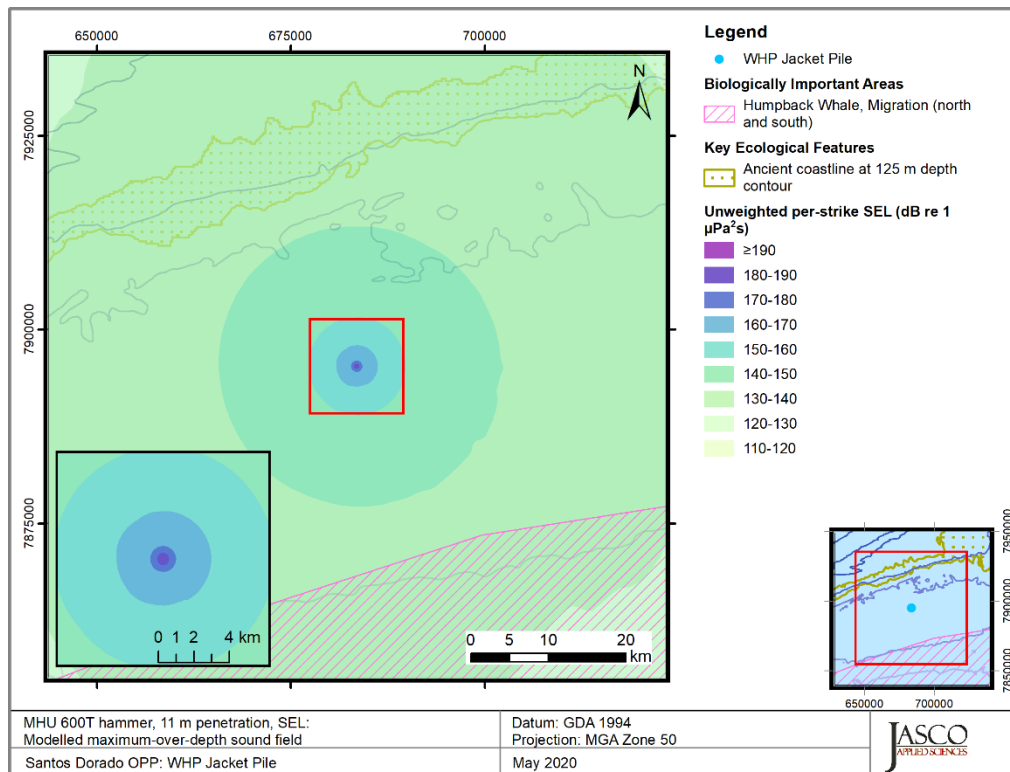 650000 675000 700000
7925000
7900000
7875000
N
0 1 2 4 km
0 5 10 20
km
Legend
WHP Jacket Pile
Biologically Important Areas
Humpback Whale, Migration (north
and south)
Key Ecological Features
Ancient coastline at 125 m depth
contour
Unweighted per-strike SEL (dB re 1
µPa²s)
≥190
180-190
170-180
160-170
150-160
140-150
130-140
120-130
110-120
7950000
7900000
7850000
650000 700000
MHU 600T hammer, 11 m penetration, SEL:
Modelled maximum-over-depth sound field
Santos Dorado OPP: WHP Jacket Pile
Datum: GDA 1994
Projection: MGA Zone 50
May 2020
JASCO
APPLIED SCIENCES